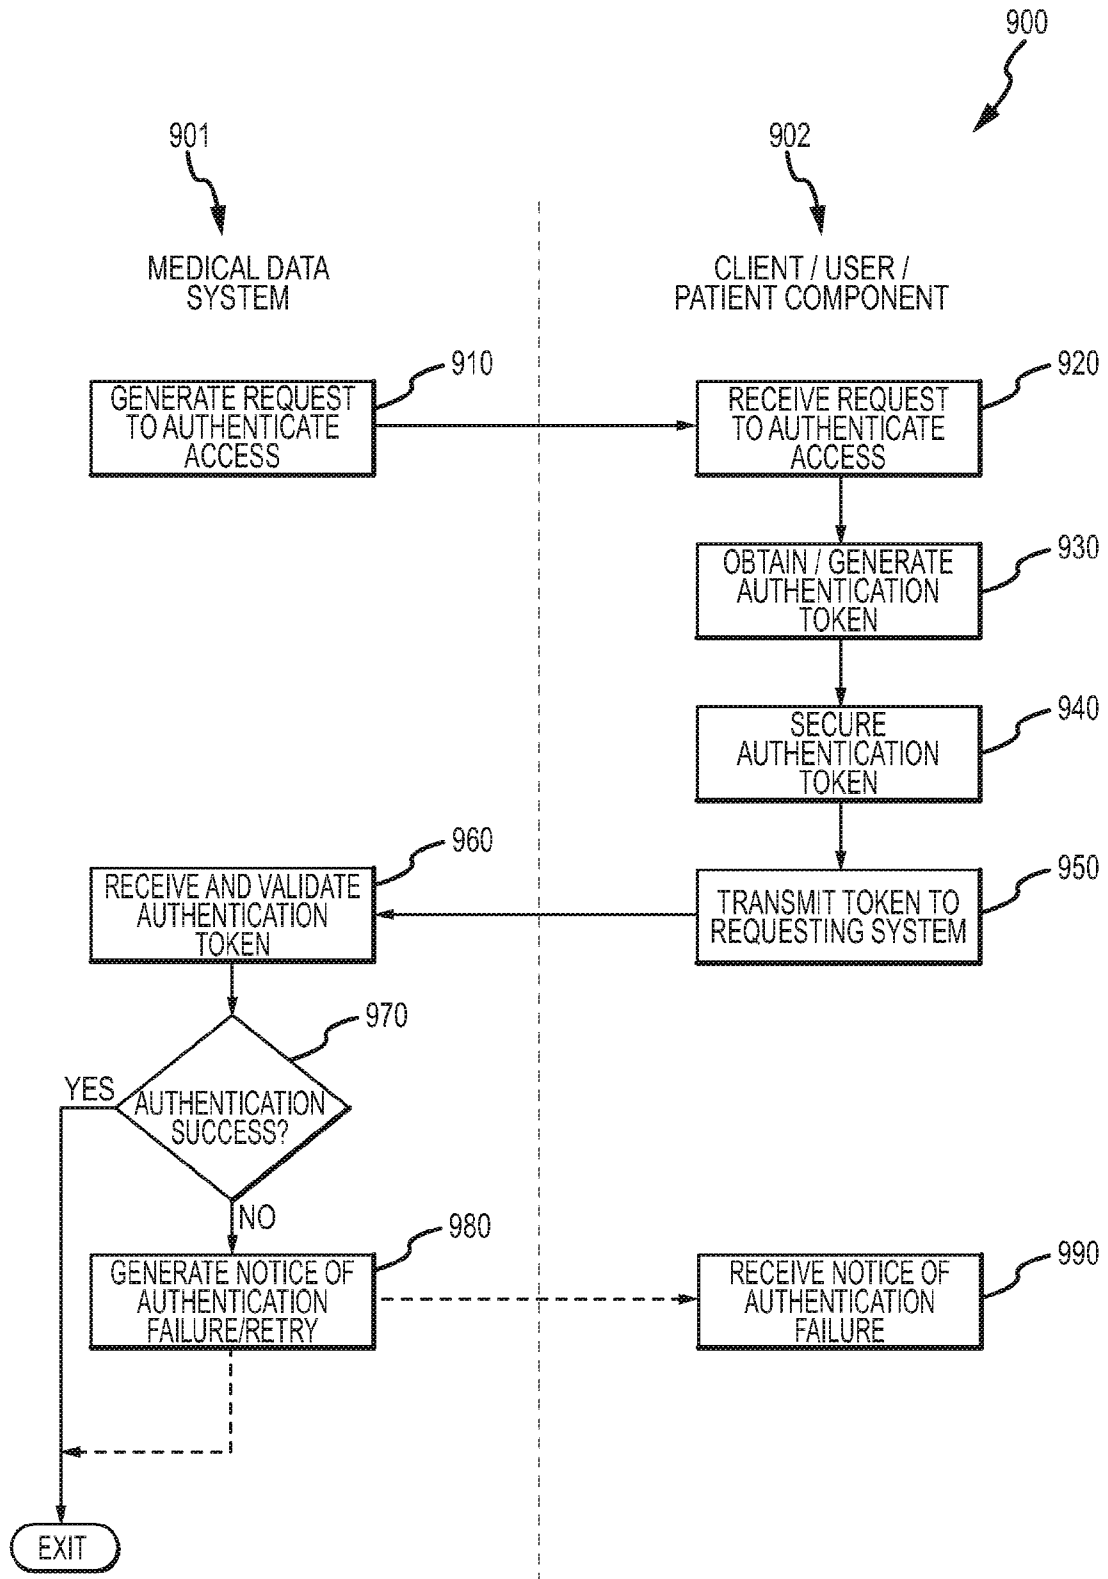 900
901
902
MEDICAL DATA
SYSTEM
CLIENT / USER /
PATIENT COMPONENT
910
GENERATE REQUEST
TO AUTHENTICATE
ACCESS
920
RECEIVE REQUEST
TO AUTHENTICATE
ACCESS
930
OBTAIN / GENERATE
AUTHENTICATION
TOKEN
940
SECURE
AUTHENTICATION
TOKEN
950
TRANSMIT TOKEN TO
REQUESTING SYSTEM
960
RECEIVE AND VALIDATE
AUTHENTICATION
TOKEN
970
YES
AUTHENTICATION
SUCCESS?
NO
980
GENERATE NOTICE OF
AUTHENTICATION
FAILURE/RETRY
990
RECEIVE NOTICE OF
AUTHENTICATION
FAILURE
EXIT